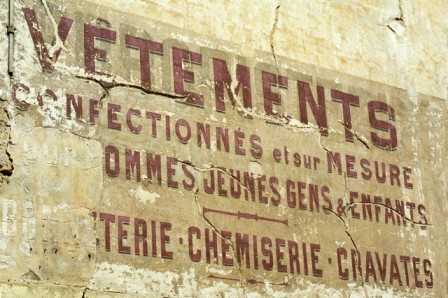 VÊTEMENTS
CONFECTIONNÉS et sur MESURE
OMMES, JEUNES GENS & ENFANTS
TERIE · CHEMISERIE · CRAVATES